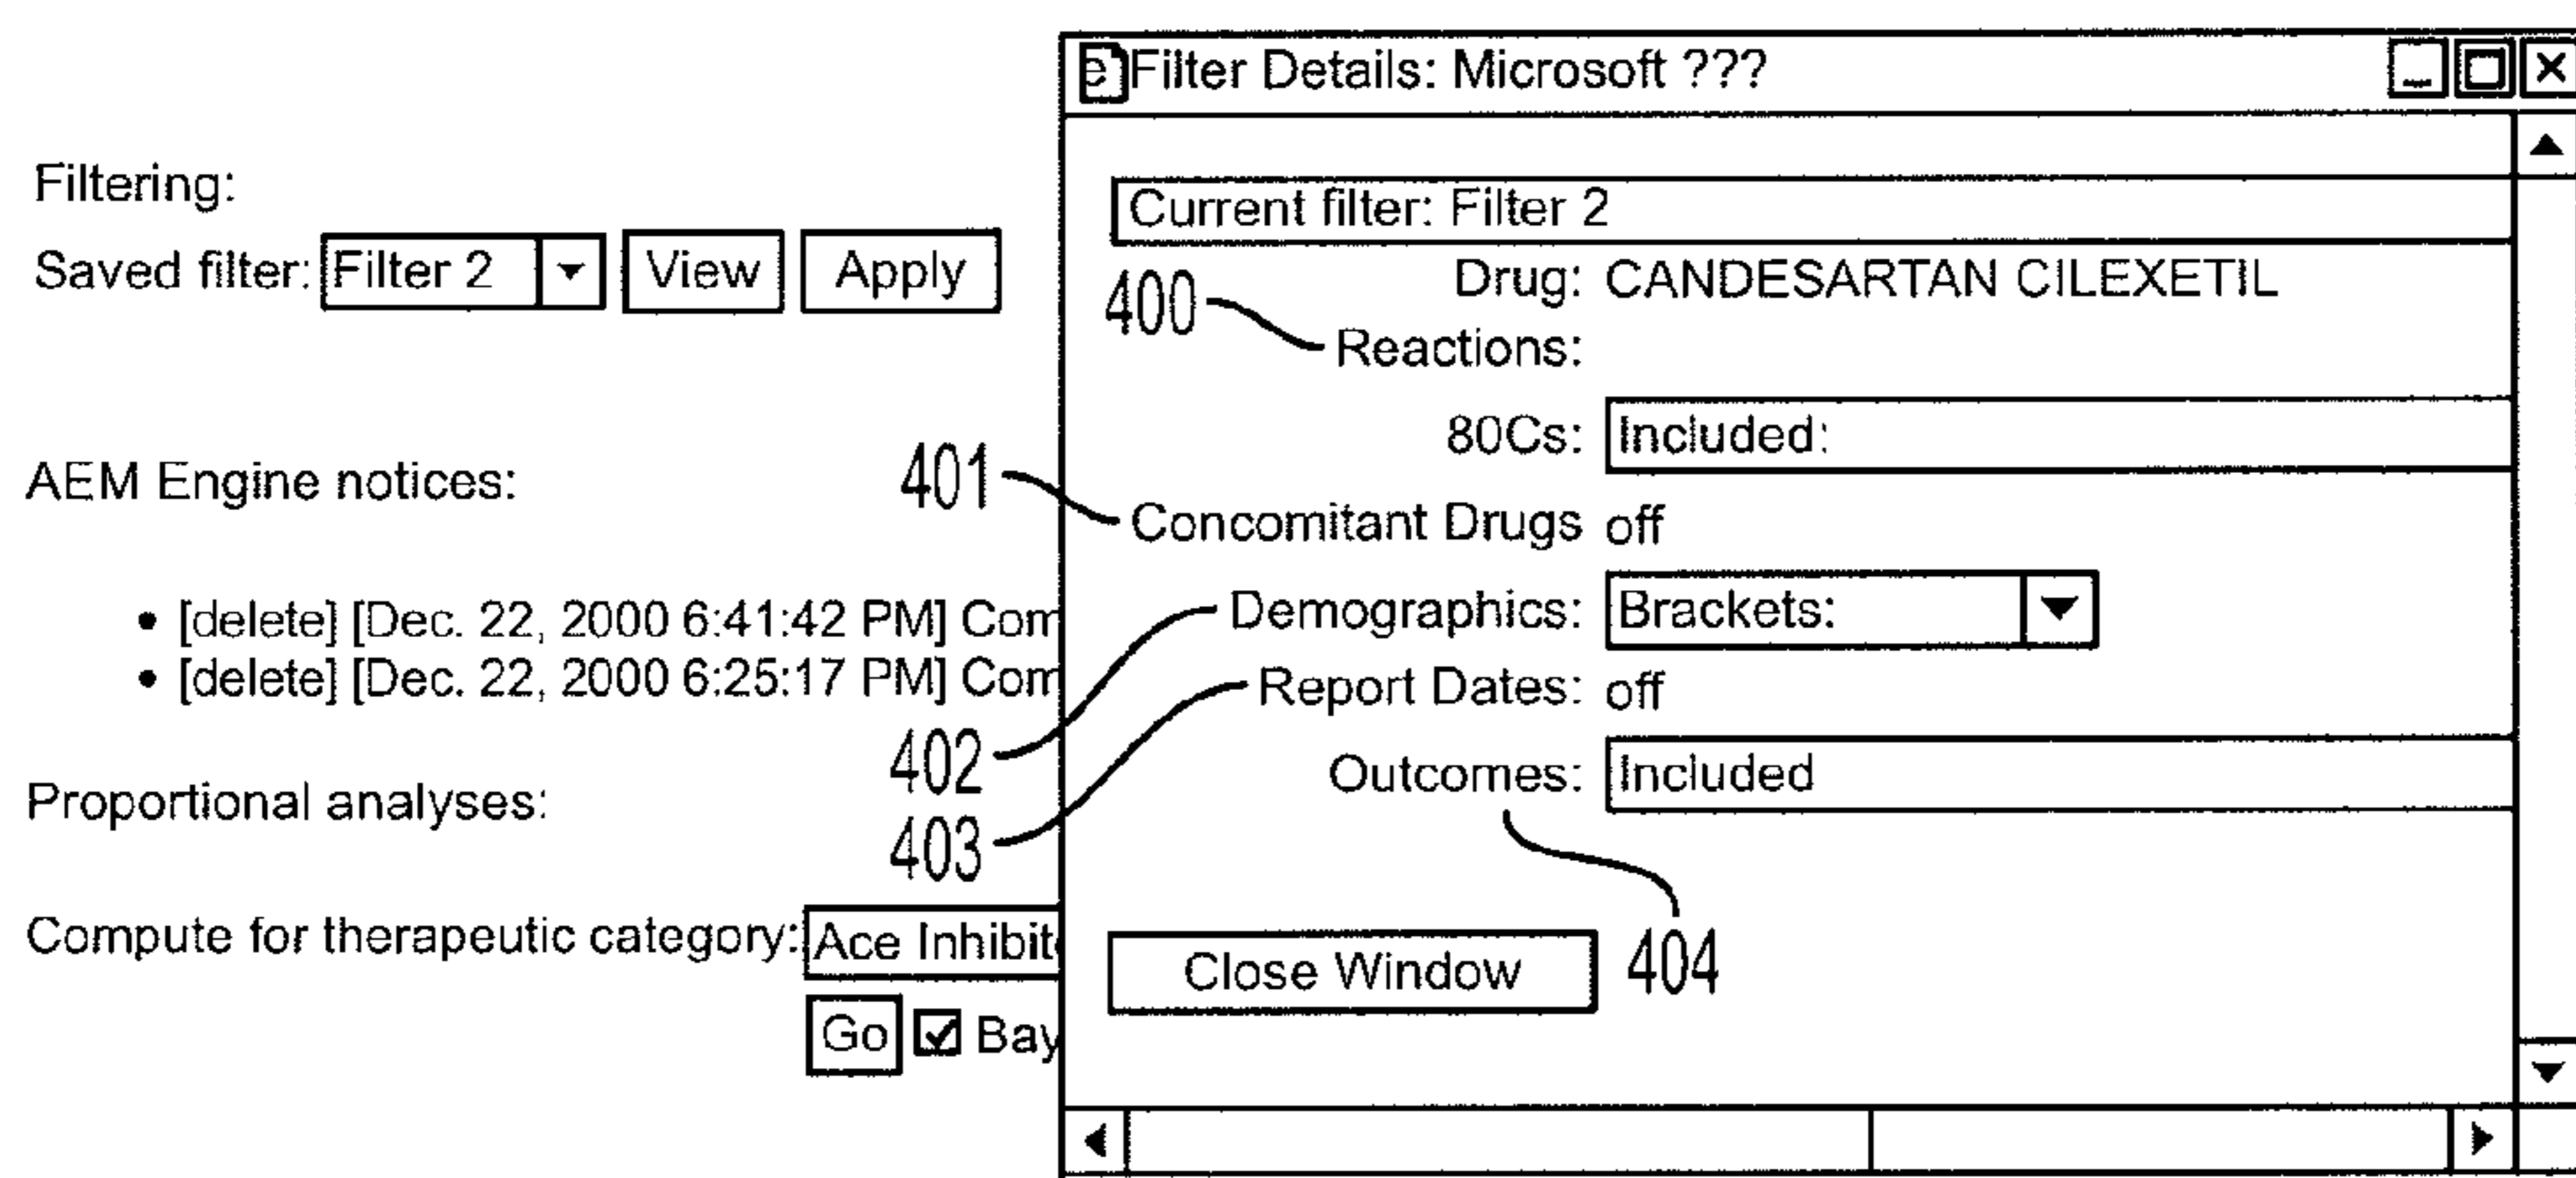 Filtering:
Saved filter: Filter 2 View Apply
AEM Engine notices:
• [delete] [Dec. 22, 2000 6:41:42 PM] Com
• [delete] [Dec. 22, 2000 6:25:17 PM] Com
Proportional analyses:
Compute for therapeutic category: Ace Inhibit
Go Bay
Filter Details: Microsoft ???
Current filter: Filter 2
Drug: CANDESARTAN CILEXETIL
400
Reactions:
80Cs: Included:
401
Concomitant Drugs off
402
Demographics: Brackets:
403
Report Dates: off
Outcomes: Included
404
Close Window